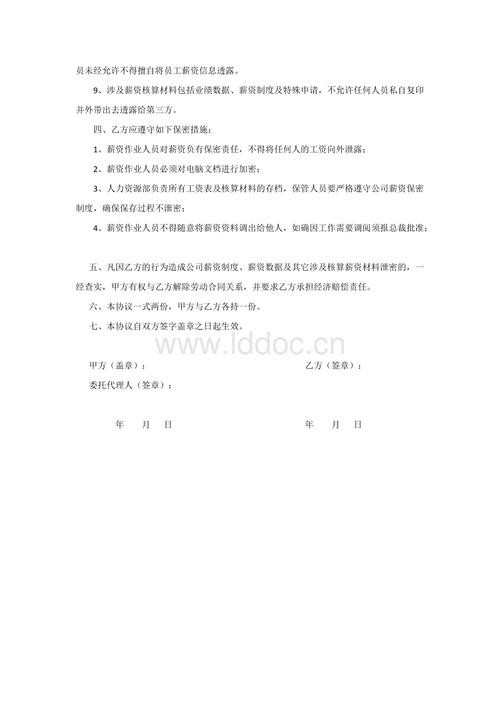 员未经允许不得擅自将员工薪资信息透露。
9、涉及薪资核算材料包括业绩数据、薪资制度及特殊申请，不允许任何人员私自复印
并外带出去透露给第三方。
四、乙方应遵守如下保密措施：
1、薪资作业人员对薪资负有保密责任，不得将任何人的工资向外泄露；
2、薪资作业人员必须对电脑文档进行加密；
3、人力资源部负责所有工资表及核算材料的存档，保管人员要严格遵守公司薪资保密
制度，确保保存过程不泄密；
4、薪资作业人员不得随意将薪资资料调出给他人，如确因工作需要调阅须报总裁批准；
五、凡因乙方的行为造成公司薪资制度、薪资数据及其它涉及核算薪资材料泄密的，一
经查实，甲方有权与乙方解除劳动合同关系，并要求乙方承担经济赔偿责任。
六、本协议一式两份，甲方与乙方各持一份。
七、本协议自双方签字盖章之日起生效。
www.lddoc.cn
甲方（盖章）： 乙方（签章）：
委托代理人（签章）：
年 月 日 年 月 日